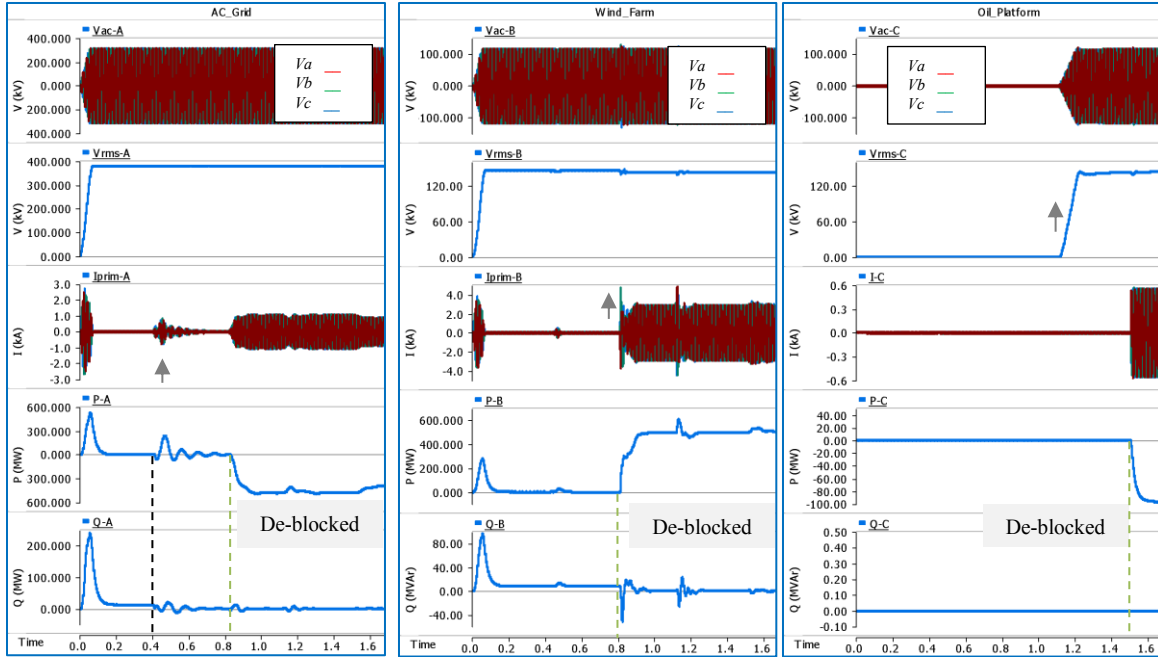 AC_Grid
Vac-A
400.000
200.000
0.000
200.000
400.000
V (kV)
Va
Vb
Vc
Vrms-A
400.000
300.000
200.000
100.000
0.000
V (kV)
Iprim-A
3.0
2.0
1.0
0.0
-1.0
-2.0
-3.0
I (kA)
P-A
600.000
300.000
0.000
300.000
600.000
P (MW)
De-blocked
Q-A
200.000
100.000
0.000
Q (MW)
Time
0.0 0.2 0.4 0.6 0.8 1.0 1.2 1.4 1.6
Wind_Farm
Vac-B
100.000
0.000
100.000
V (kV)
Va
Vb
Vc
Vrms-B
120.00
60.00
0.00
V (kV)
Iprim-B
4.0
2.0
0.0
-2.0
-4.0
I (kA)
P-B
600.000
400.000
200.000
0.000
P (MW)
De-blocked
Q-B
80.00
40.00
0.00
-40.00
Q (MVAr)
Time
0.0 0.2 0.4 0.6 0.8 1.0 1.2 1.4 1.6
Oil_Platform
Vac-C
100.000
0.000
100.000
V (kV)
Va
Vb
Vc
Vrms-C
120.00
60.00
0.00
V (kV)
I-C
0.6
0.3
0.0
-0.3
-0.6
I (kA)
P-C
40.00
20.00
0.00
-20.00
-40.00
-60.00
-80.00
-100.00
P (MW)
De-blocked
Q-C
0.50
0.40
0.30
0.20
0.10
0.00
-0.10
Q (MVAr)
Time
0.0 0.2 0.4 0.6 0.8 1.0 1.2 1.4 1.6